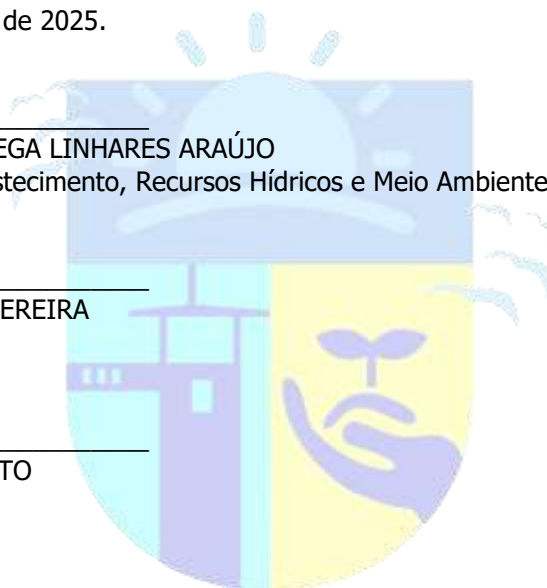 de 2025.
EGA LINHARES ARAÚJO
stecimento, Recursos Hídricos e Meio Ambiente
EREIRA
TO